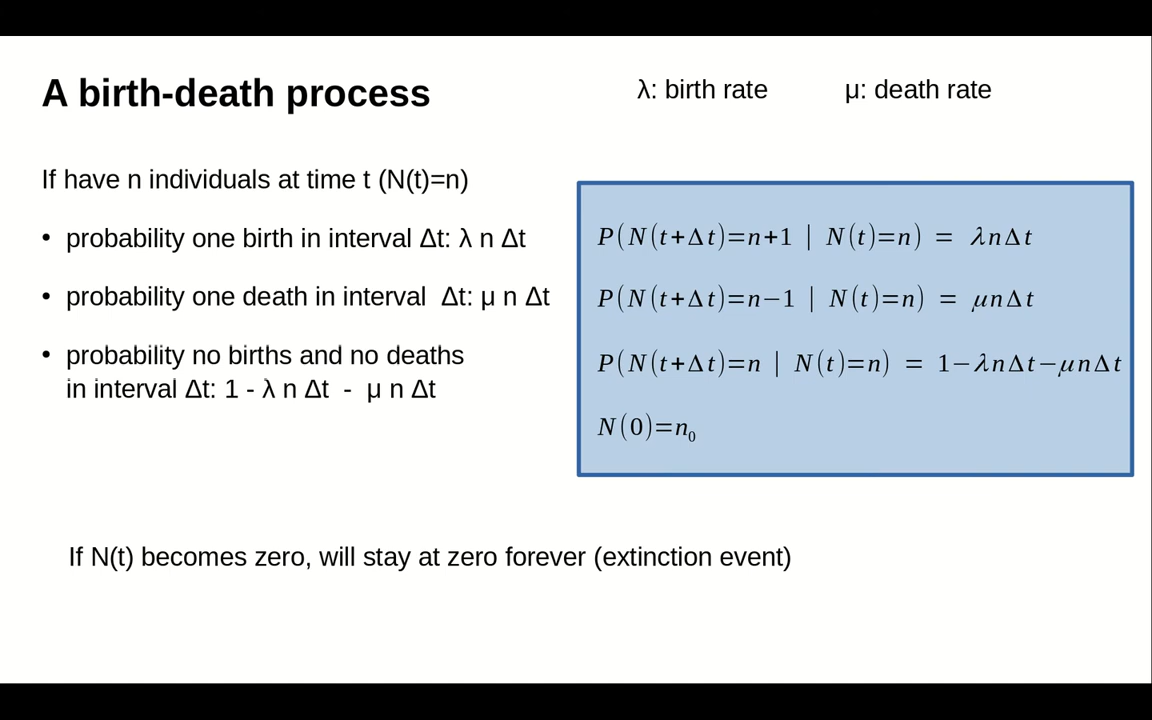 A birth-death process
λ: birth rate
μ: death rate
If have n individuals at time t (N(t)=n)
• probability one birth in interval Δt: λ n Δt
• probability one death in interval  Δt: μ n Δt
• probability no births and no deaths
in interval Δt: 1 - λ n Δt  -  μ n Δt
P(N(t+Δt)=n+1 | N(t)=n) = λnΔt
P(N(t+Δt)=n−1 | N(t)=n) = μnΔt
P(N(t+Δt)=n | N(t)=n) = 1−λnΔt−μnΔt
N(0)=n₀
If N(t) becomes zero, will stay at zero forever (extinction event)